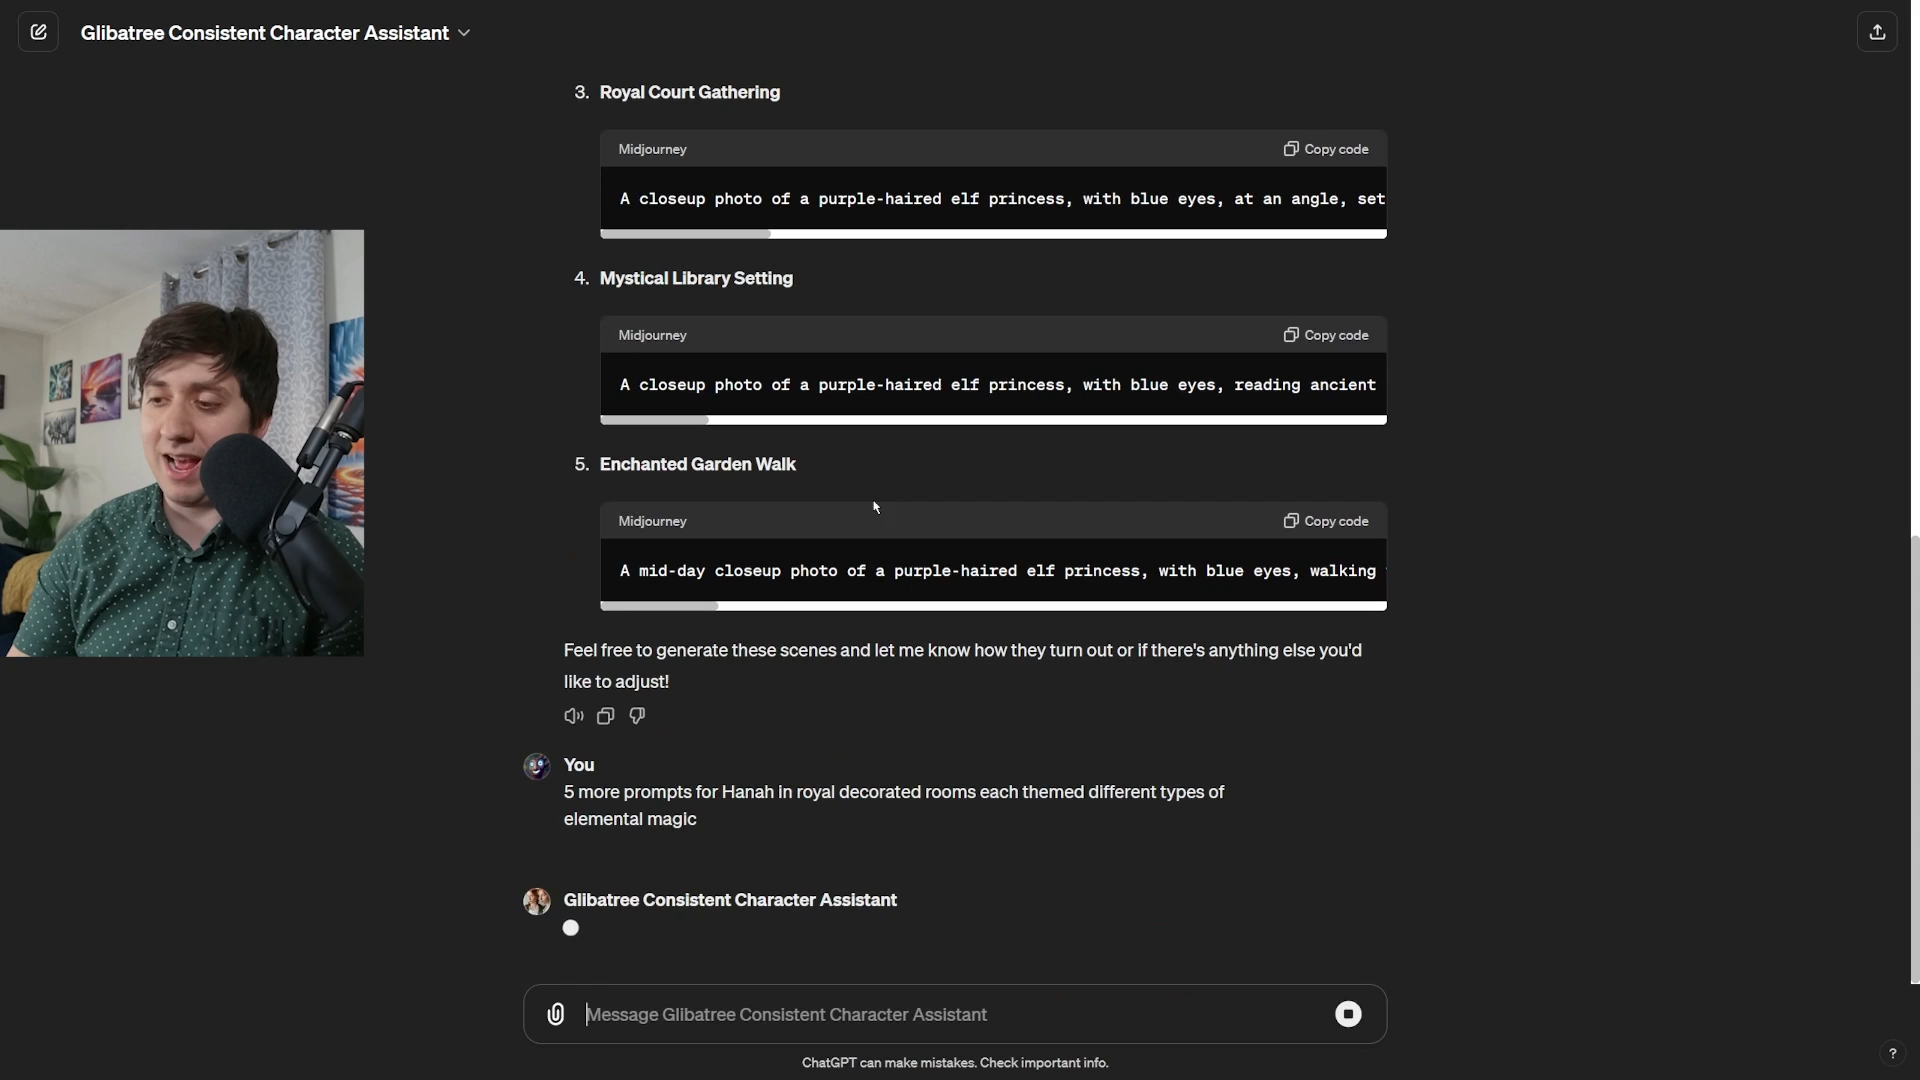 Glibatree Consistent Character Assistant
3. Royal Court Gathering
Midjourney
Copy code
A closeup photo of a purple-haired elf princess, with blue eyes, at an angle, set
4. Mystical Library Setting
Midjourney
Copy code
A closeup photo of a purple-haired elf princess, with blue eyes, reading ancient
5. Enchanted Garden Walk
Midjourney
Copy code
A mid-day closeup photo of a purple-haired elf princess, with blue eyes, walking
Feel free to generate these scenes and let me know how they turn out or if there's anything else you'd
like to adjust!
You
5 more prompts for Hanah in royal decorated rooms each themed different types of
elemental magic
Glibatree Consistent Character Assistant
Message Glibatree Consistent Character Assistant
ChatGPT can make mistakes. Check important info.
?